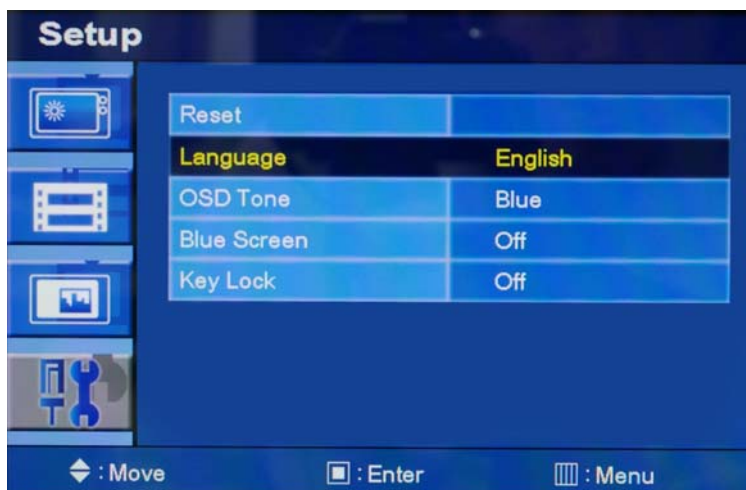 Setup
Reset
Language English
OSD Tone Blue
Blue Screen Off
Key Lock Off
: Move : Enter : Menu